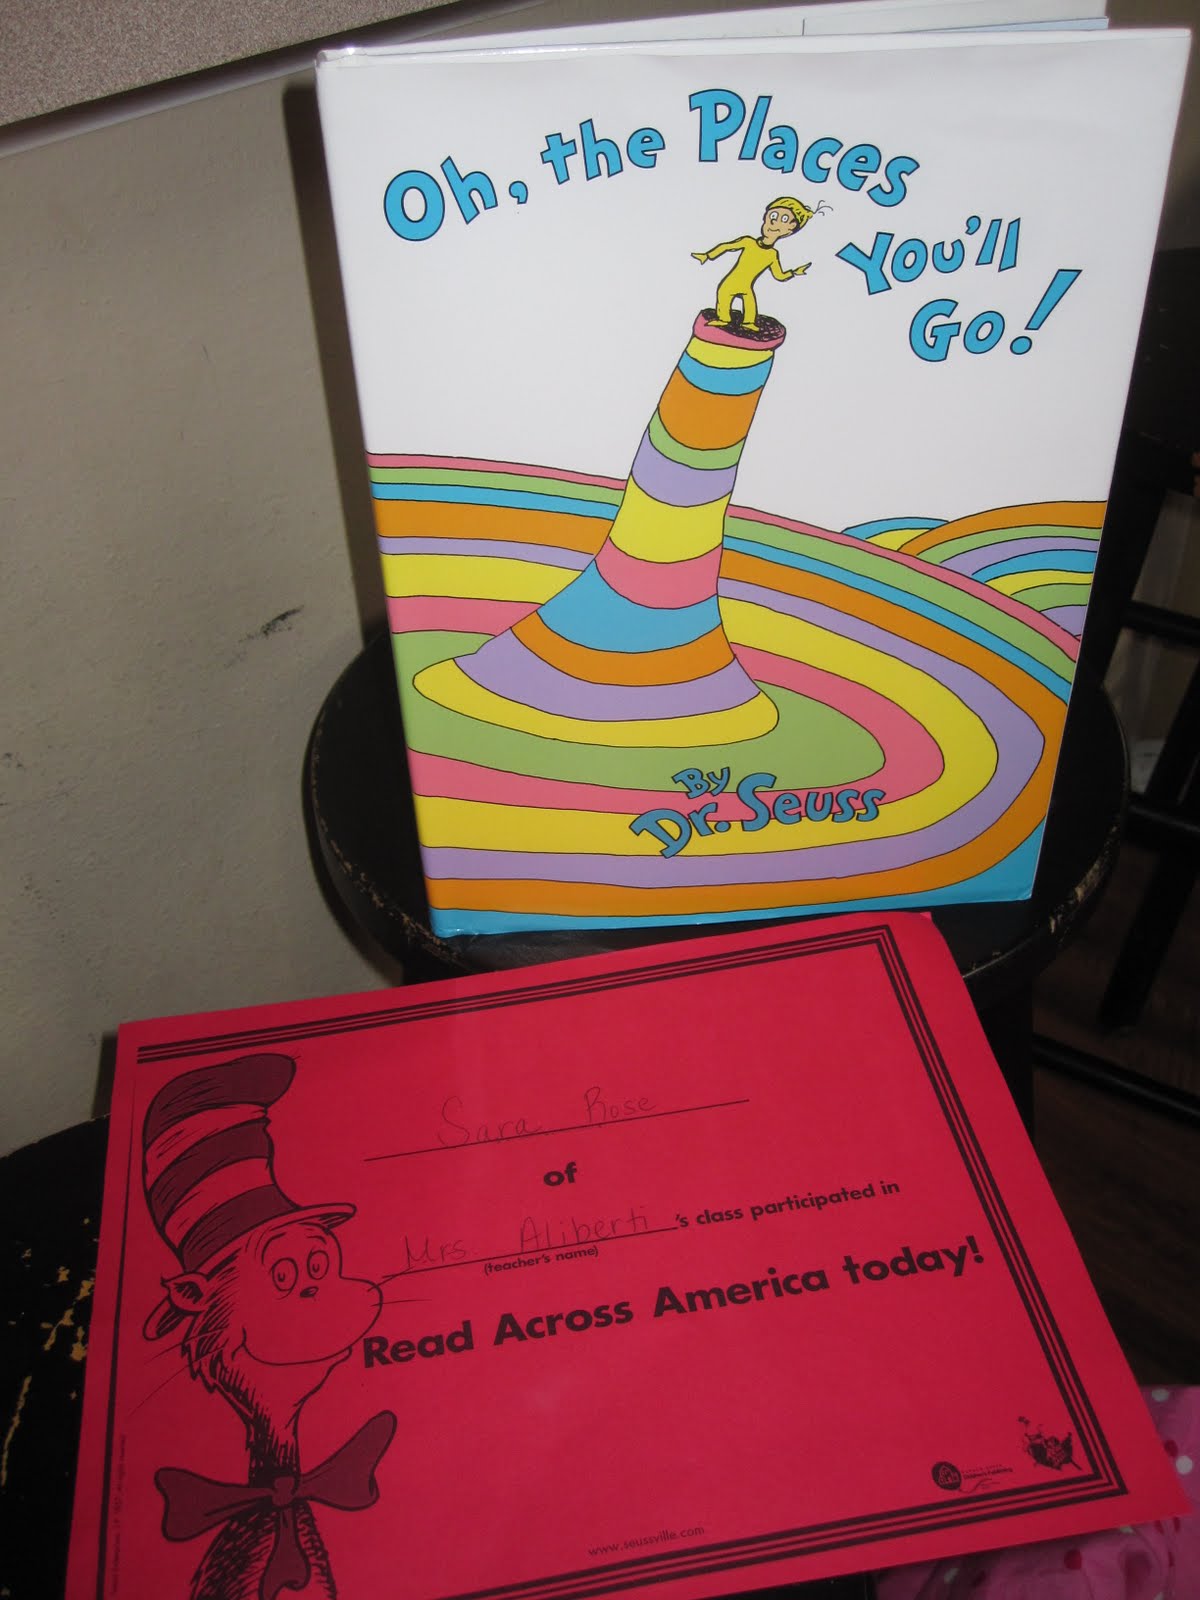 Oh, the Places
You'll
Go!
By
Dr. Seuss
Sara Rose
of
Mrs. Aliberti 's class participated in
(teacher's name)
Read Across America today!
www.seussville.com